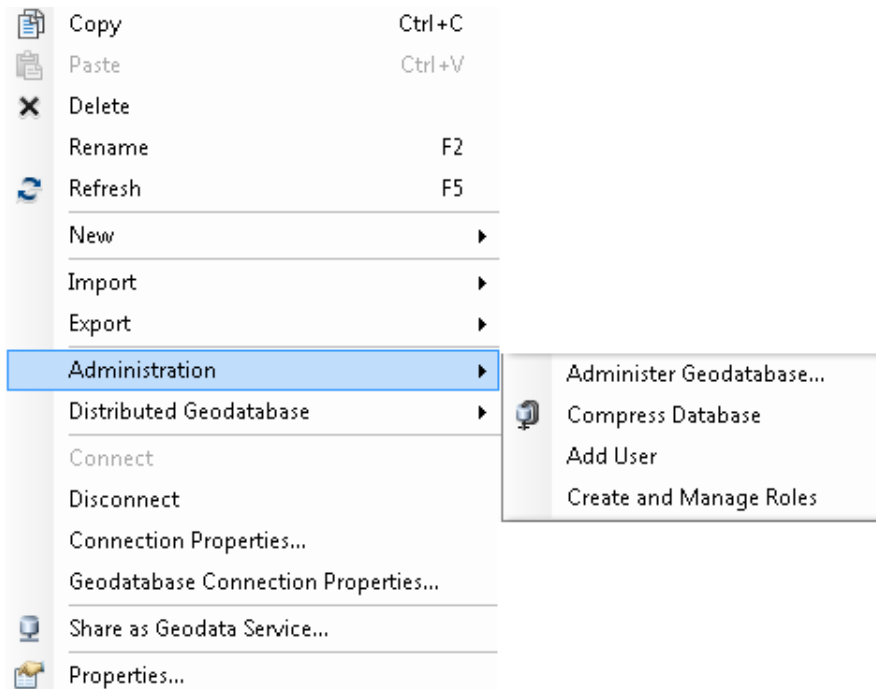 Copy Ctrl+C
Paste Ctrl+V
Delete
Rename F2
Refresh F5
New
Import
Export
Administration
Distributed Geodatabase
Connect
Disconnect
Connection Properties...
Geodatabase Connection Properties...
Share as Geodata Service...
Properties...
Administer Geodatabase...
Compress Database
Add User
Create and Manage Roles